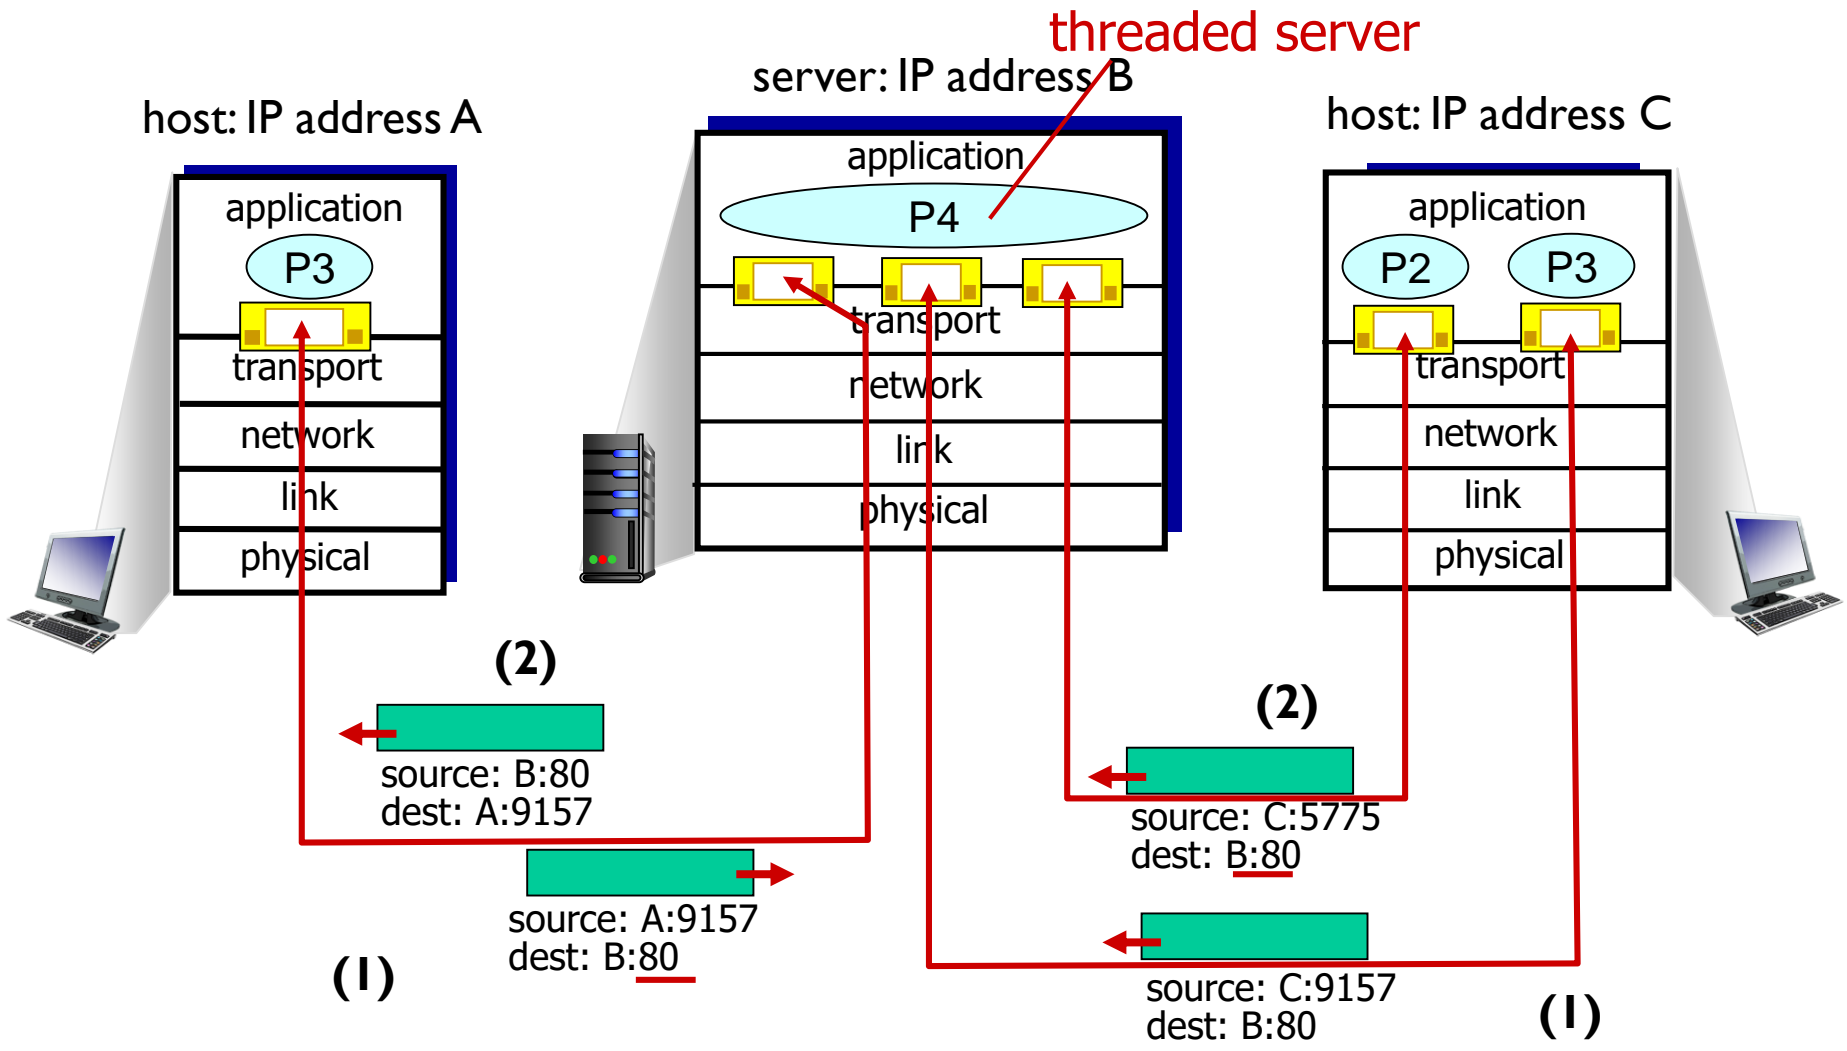 threaded server
server: IP address B
host: IP address A
host: IP address C
application
P3
transport
network
link
physical
application
P4
transport
network
link
physical
application
P2
P3
transport
network
link
physical
(2)
source: B:80
dest: A:9157
source: A:9157
dest: B:80
(1)
(2)
source: C:5775
dest: B:80
source: C:9157
dest: B:80
(1)